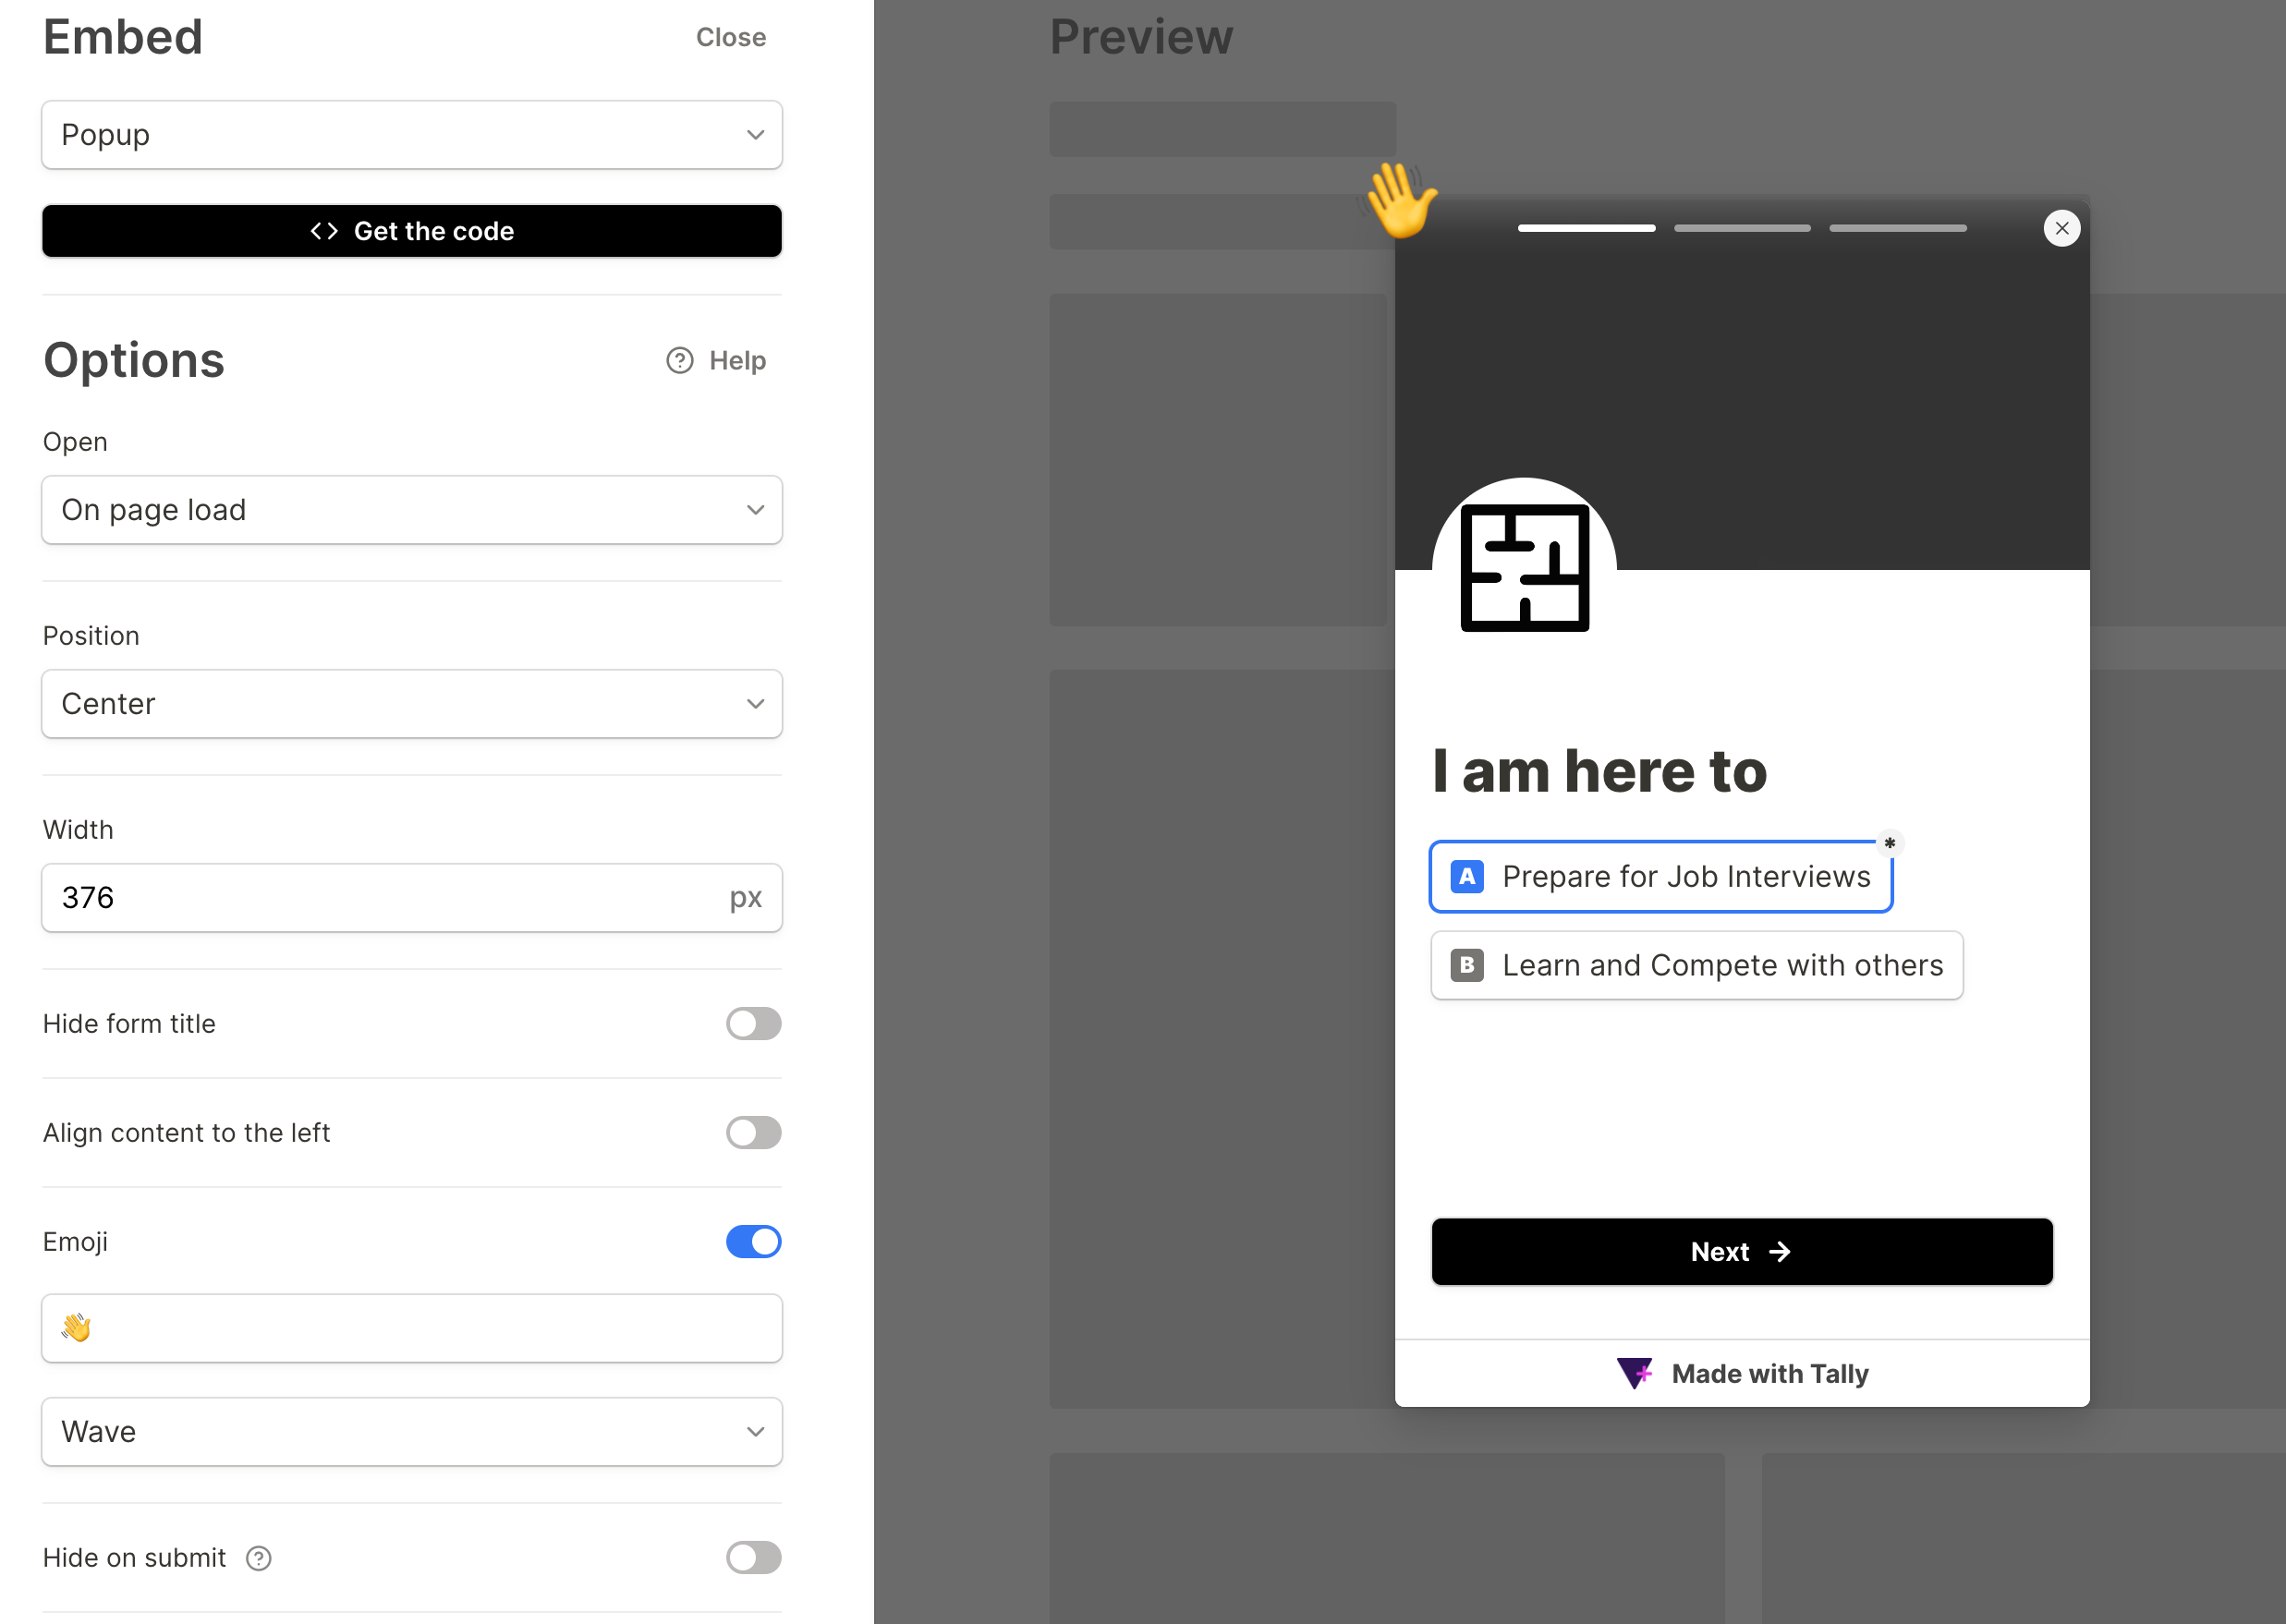 Embed
Close
Popup
<> Get the code
Options
Help
Open
On page load
Position
Center
Width
376 px
Hide form title
Align content to the left
Emoji
👋
Wave
Hide on submit
Preview
I am here to
*
A Prepare for Job Interviews
B Learn and Compete with others
Next →
Made with Tally